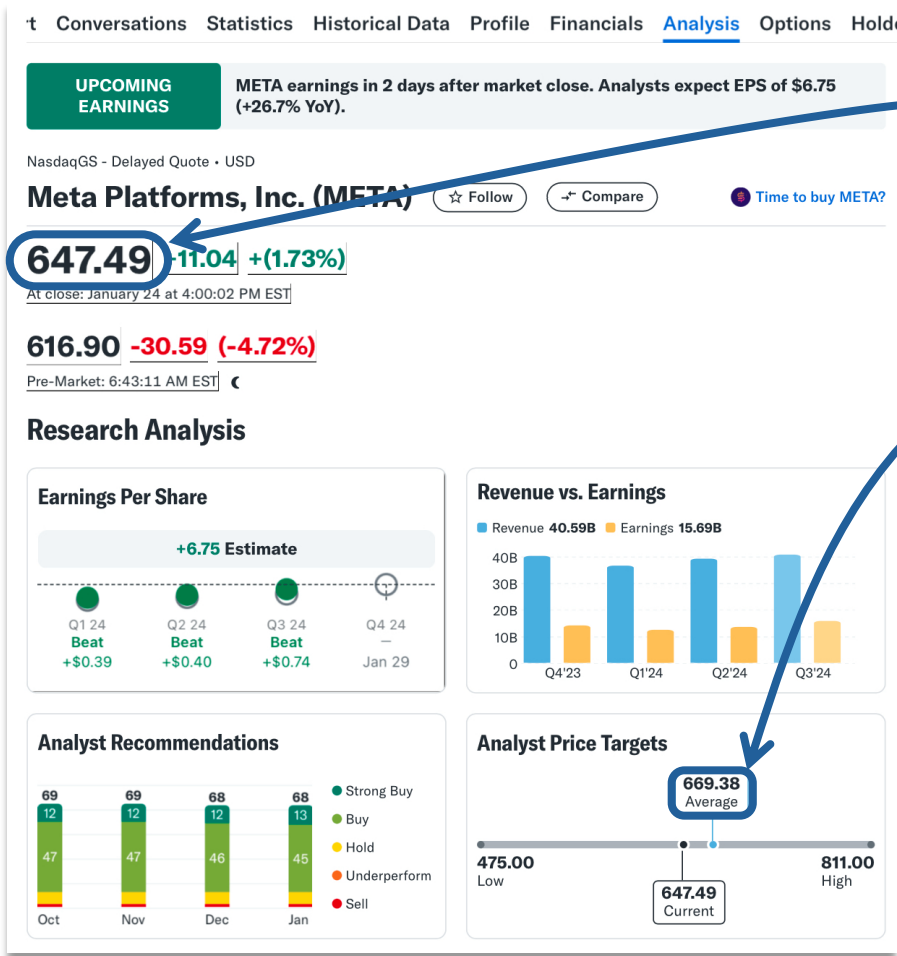 Conversations Statistics Historical Data Profile Financials Analysis Options
UPCOMING
EARNINGS
META earnings in 2 days after market close. Analysts expect EPS of $6.75
(+26.7% YoY).
NasdaqGS - Delayed Quote • USD
Meta Platforms, Inc. (META)
Follow
Compare
Time to buy META?
647.49 11.04 +(1.73%)
At close: January 24 at 4:00:02 PM EST
616.90 -30.59 (-4.72%)
Pre-Market: 6:43:11 AM EST
Research Analysis
Earnings Per Share
+6.75 Estimate
Q1 24 Q2 24 Q3 24 Q4 24
Beat Beat Beat —
+$0.39 +$0.40 +$0.74 Jan 29
Revenue vs. Earnings
Revenue 40.59B Earnings 15.69B
40B
30B
20B
10B
0
Q4'23 Q1'24 Q2'24 Q3'24
Analyst Recommendations
69 69 68 68
12 12 12 13
47 47 46 45
Oct Nov Dec Jan
Strong Buy
Buy
Hold
Underperform
Sell
Analyst Price Targets
669.38
Average
475.00 811.00
Low High
647.49
Current